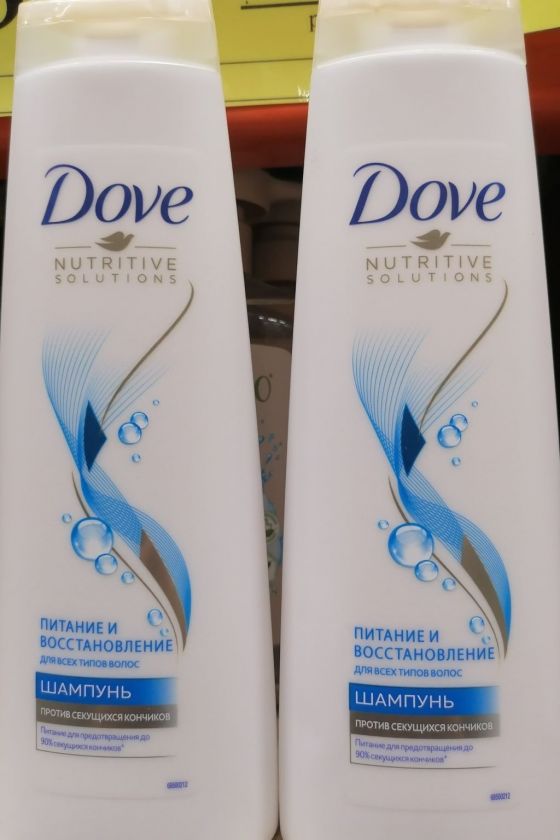 Dove
NUTRITIVE
SOLUTIONS
ПИТАНИЕ И
ВОССТАНОВЛЕНИЕ
ДЛЯ ВСЕХ ТИПОВ ВОЛОС
ШАМПУНЬ
ПРОТИВ СЕКУЩИХСЯ КОНЧИКОВ
Питание для предотвращения до
90% секущихся кончиков*
68600212
Dove
NUTRITIVE
SOLUTIONS
ПИТАНИЕ И
ВОССТАНОВЛЕНИЕ
ДЛЯ ВСЕХ ТИПОВ ВОЛОС
ШАМПУНЬ
ПРОТИВ СЕКУЩИХСЯ КОНЧИКОВ
Питание для предотвращения до
90% секущихся кончиков*
68600212